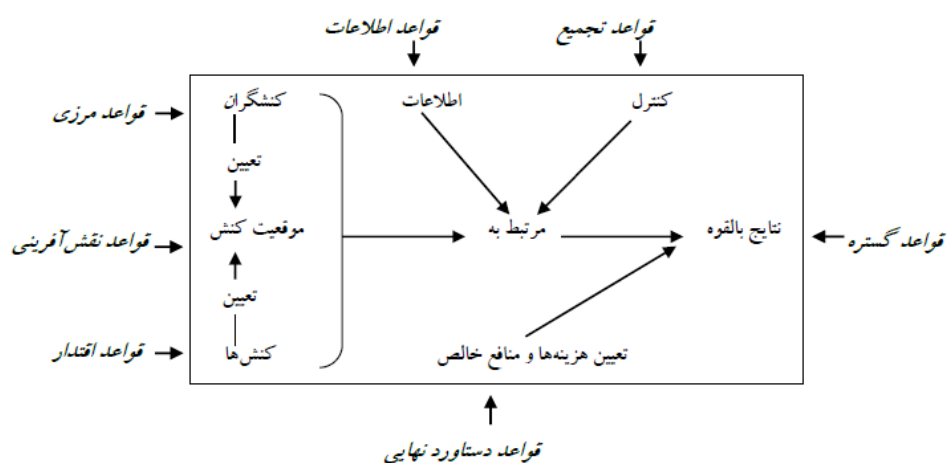 قواعد تجمیع
قواعد اطلاعات
کنترل
اطلاعات
کنشگران
قواعد مرزی
تعیین
قواعد گستره
نتایج بالقوه
مرتبط به
موقعیت کنش
قواعد نقش‌آفرینی
تعیین
تعیین هزینه‌ها و منافع خالص
کنش‌ها
قواعد اقتدار
قواعد دستاورد نهایی